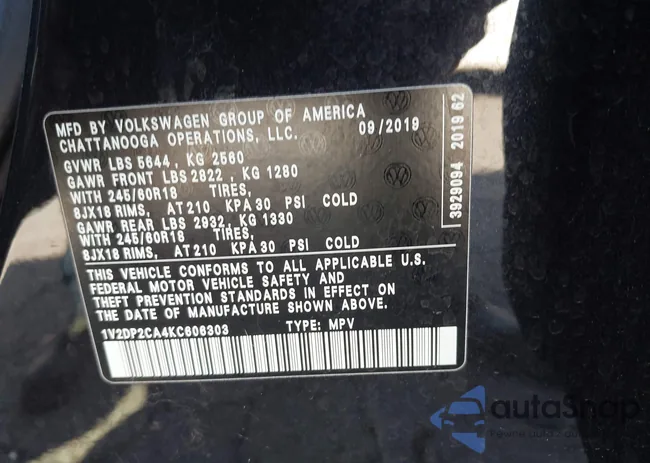 MFD BY VOLKSWAGEN GROUP OF AMERICA
CHATTANOOGA OPERATIONS, LLC. 09/2019
GVWR LBS 5644, KG 2560
GAWR FRONT LBS 2822, KG 1280
WITH 245/60R18 TIRES,
8JX18 RIMS, AT 210 KPA 30 PSI COLD
GAWR REAR LBS 2932, KG 1330
WITH 245/60R18 TIRES,
8JX18 RIMS, AT 210 KPA 30 PSI COLD
THIS VEHICLE CONFORMS TO ALL APPLICABLE U.S.
FEDERAL MOTOR VEHICLE SAFETY AND
THEFT PREVENTION STANDARDS IN EFFECT ON
THE DATE OF MANUFACTURE SHOWN ABOVE.
1V2DP2CA4KC606303 TYPE: MPV
3929094 2019 62
autoSnap